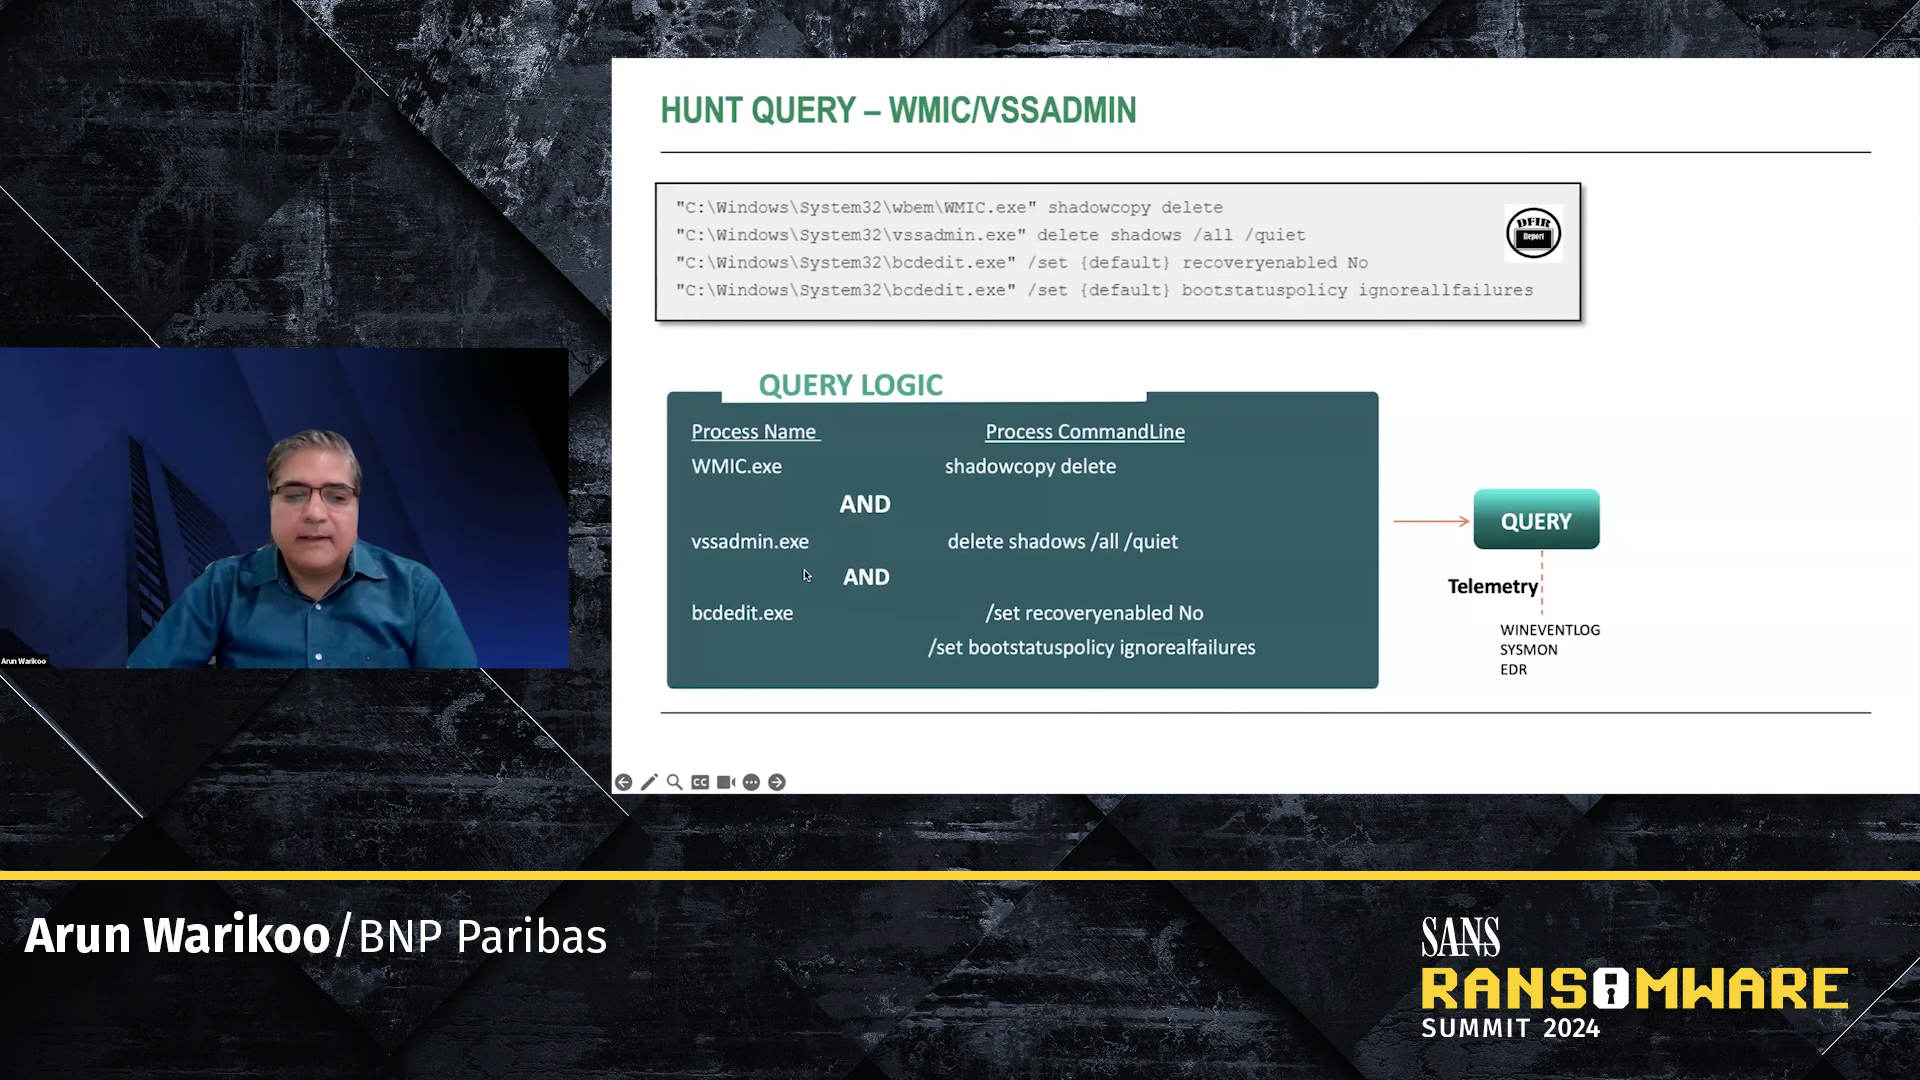 HUNT QUERY – WMIC/VSSADMIN
"C:\Windows\System32\wbem\WMIC.exe" shadowcopy delete
"C:\Windows\System32\vssadmin.exe" delete shadows /all /quiet
"C:\Windows\System32\bcdedit.exe" /set {default} recoveryenabled No
"C:\Windows\System32\bcdedit.exe" /set {default} bootstatuspolicy ignoreallfailures
DFIR
Report
QUERY LOGIC
Process Name Process CommandLine
WMIC.exe shadowcopy delete
AND
vssadmin.exe delete shadows /all /quiet
AND
bcdedit.exe /set recoveryenabled No
/set bootstatuspolicy ignorealfailures
QUERY
Telemetry
WINEVENTLOG
SYSMON
EDR
CC
Arun Warikoo
Arun Warikoo/BNP Paribas
SANS
RANSOMWARE
SUMMIT 2024